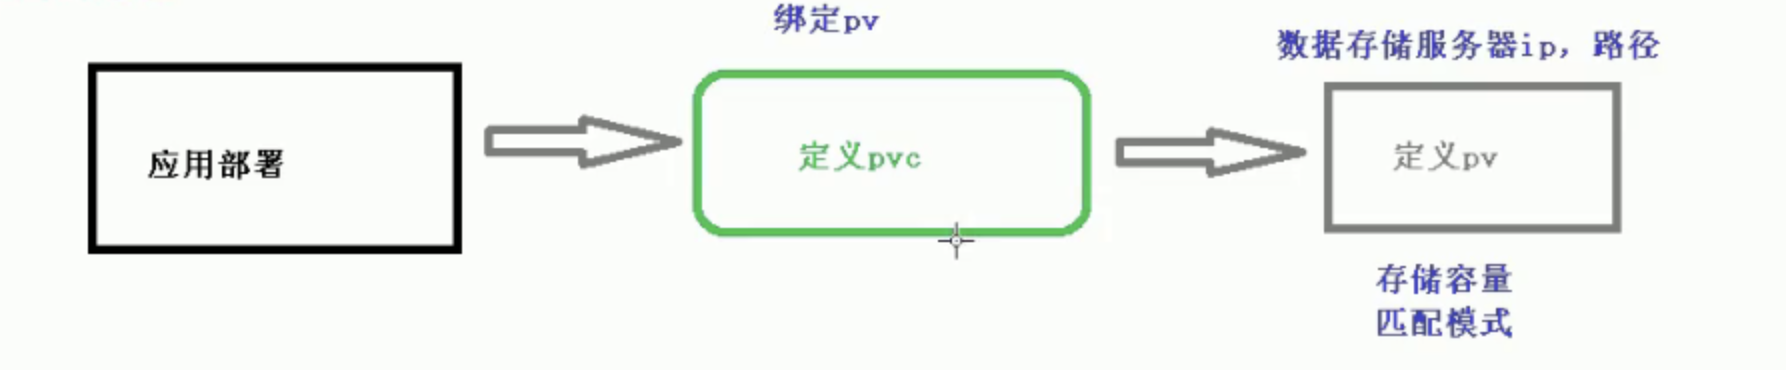 绑定pv
数据存储服务器ip，路径
应用部署
定义pvc
定义pv
存储容量
匹配模式